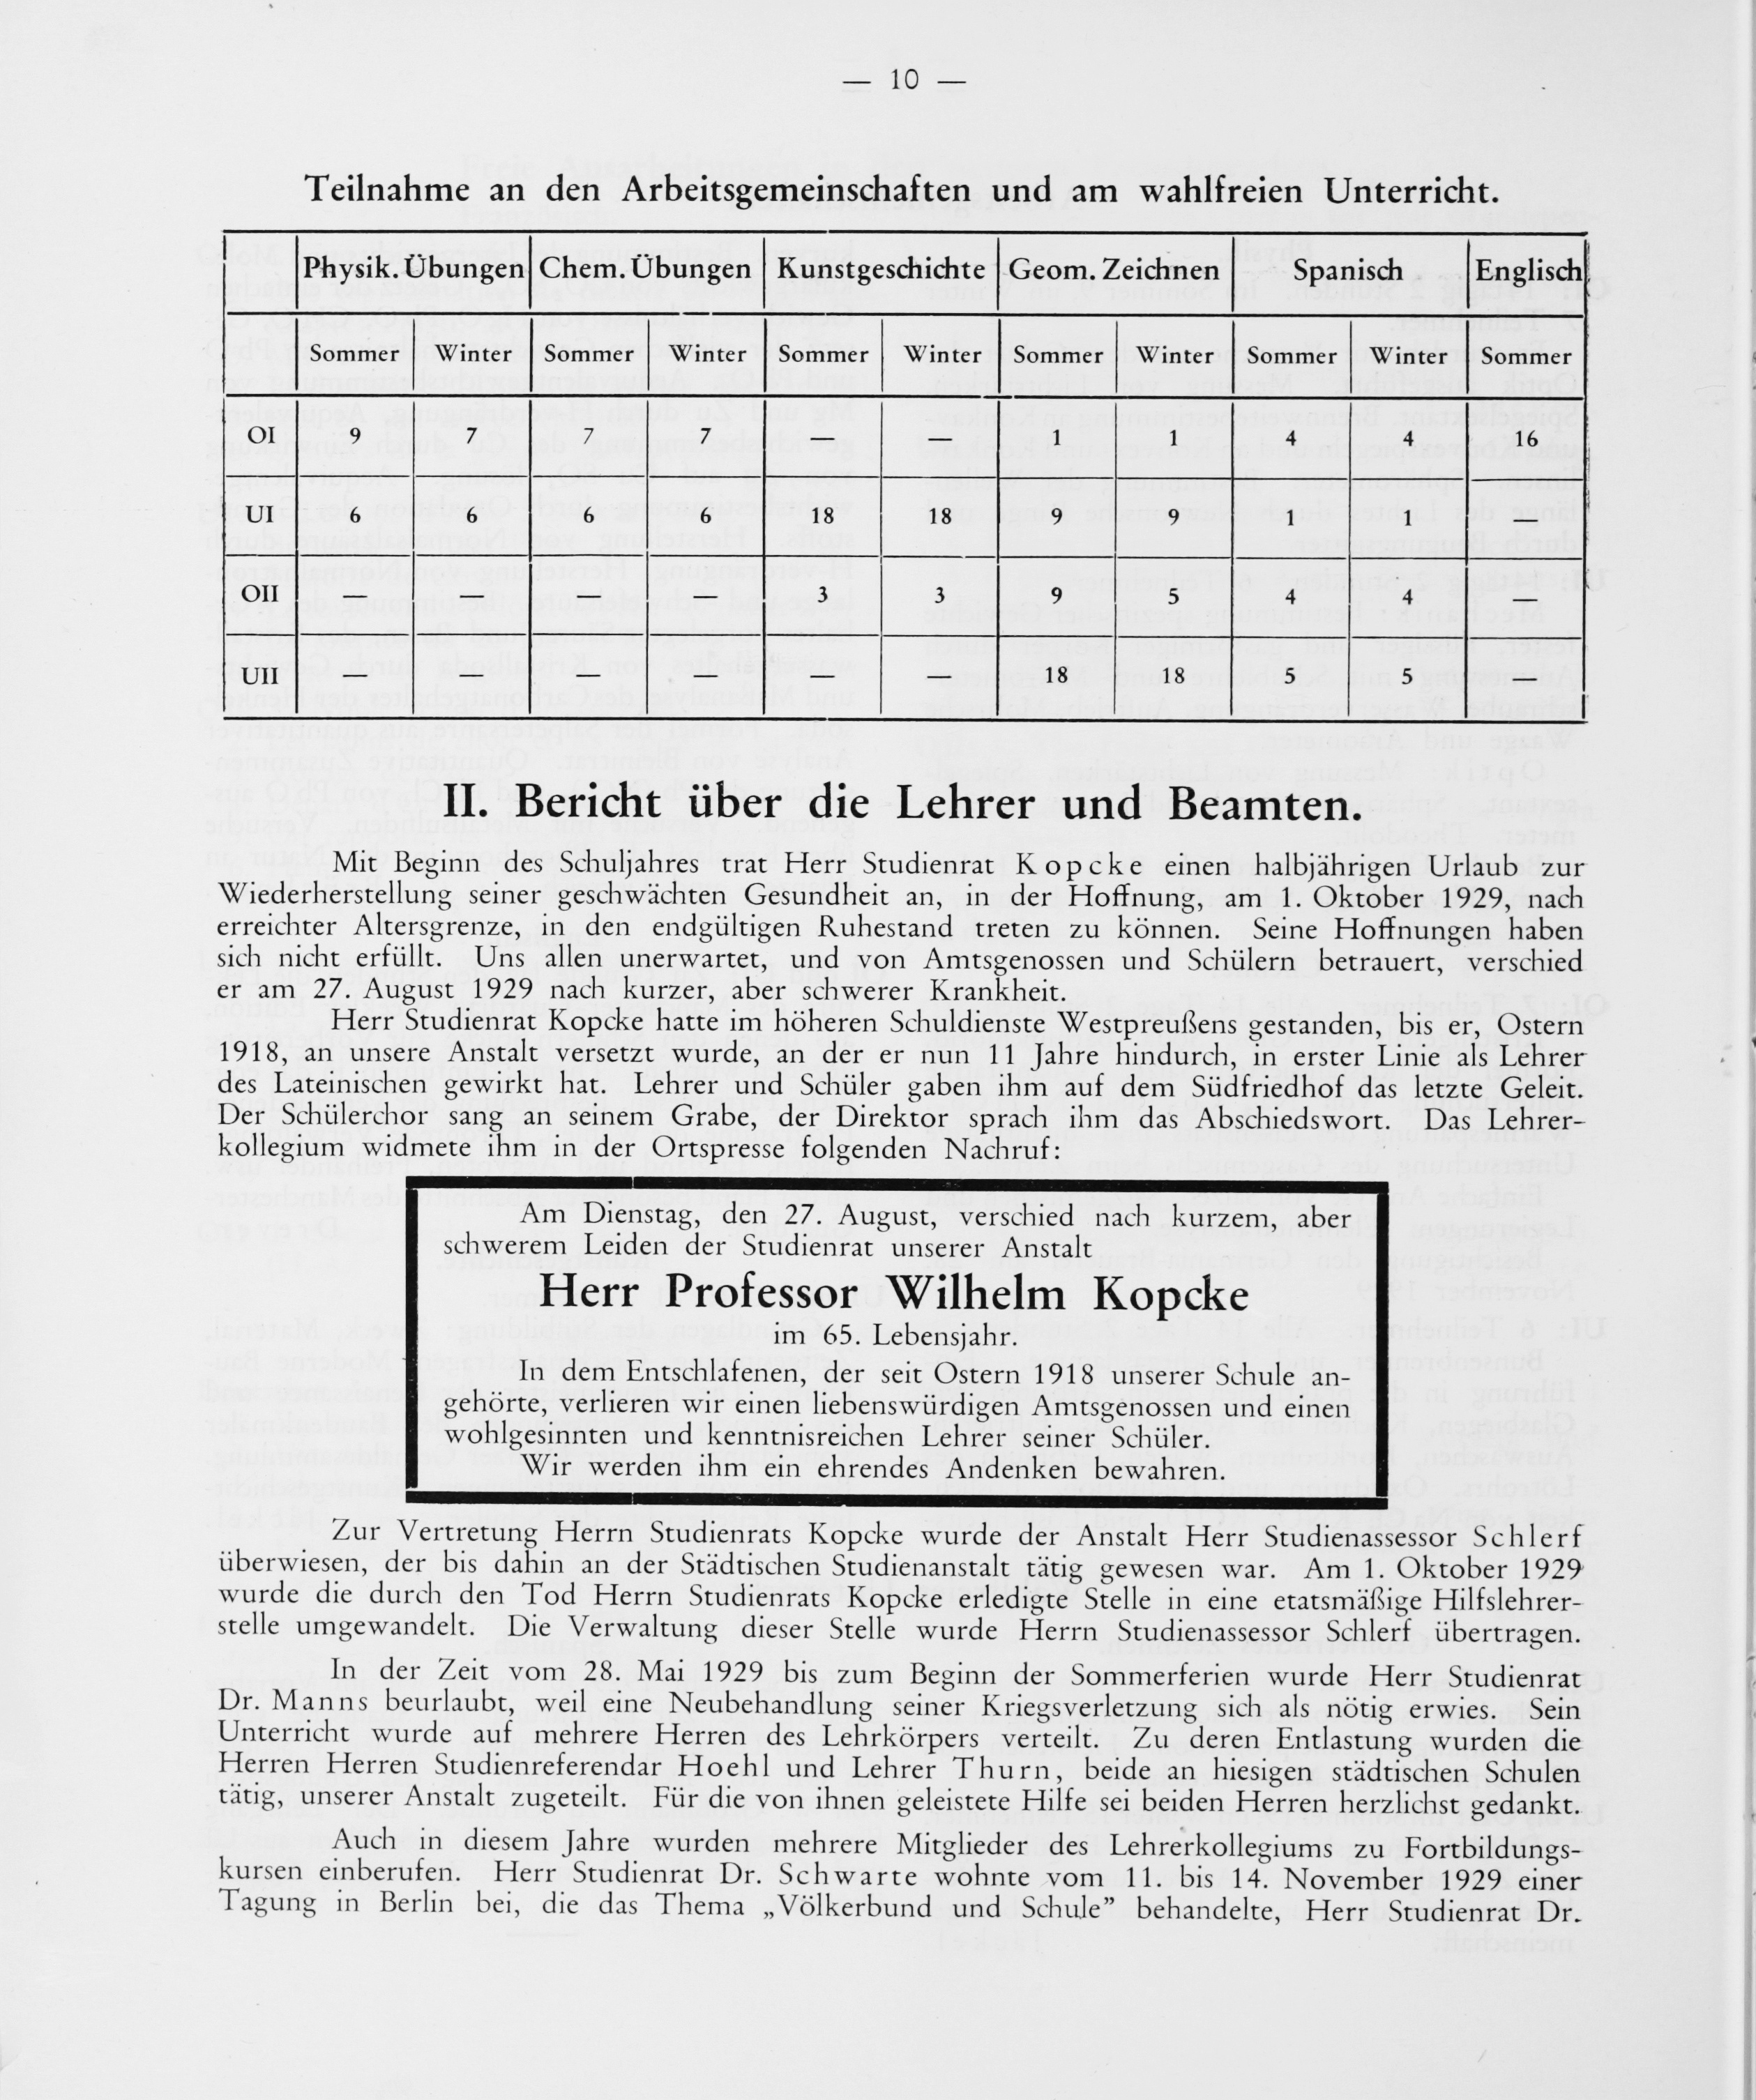 — 10 —
Teilnahme an den Arbeitsgemeinschaften und am wahlfreien Unterricht.
Physik. Übungen Chem. Übungen Kunstgeschichte Geom. Zeichnen Spanisch Englisch
Sommer Winter Sommer Winter Sommer Winter Sommer Winter Sommer Winter Sommer
OI 9 7 7 7 — — 1 1 4 4 16
UI 6 6 6 6 18 18 9 9 1 1 —
OII — — — — 3 3 9 5 4 4 —
UII — — — — — — 18 18 5 5 —
II. Bericht über die Lehrer und Beamten.
Mit Beginn des Schuljahres trat Herr Studienrat Kopcke einen halbjährigen Urlaub zur
Wiederherstellung seiner geschwächten Gesundheit an, in der Hoffnung, am 1. Oktober 1929, nach
erreichter Altersgrenze, in den endgültigen Ruhestand treten zu können. Seine Hoffnungen haben
sich nicht erfüllt. Uns allen unerwartet, und von Amtsgenossen und Schülern betrauert, verschied
er am 27. August 1929 nach kurzer, aber schwerer Krankheit.
Herr Studienrat Kopcke hatte im höheren Schuldienste Westpreußens gestanden, bis er, Ostern
1918, an unsere Anstalt versetzt wurde, an der er nun 11 Jahre hindurch, in erster Linie als Lehrer
des Lateinischen gewirkt hat. Lehrer und Schüler gaben ihm auf dem Südfriedhof das letzte Geleit.
Der Schülerchor sang an seinem Grabe, der Direktor sprach ihm das Abschiedswort. Das Lehrer-
kollegium widmete ihm in der Ortspresse folgenden Nachruf:
Am Dienstag, den 27. August, verschied nach kurzem, aber
schwerem Leiden der Studienrat unserer Anstalt
Herr Professor Wilhelm Kopcke
im 65. Lebensjahr.
In dem Entschlafenen, der seit Ostern 1918 unserer Schule an-
gehörte, verlieren wir einen liebenswürdigen Amtsgenossen und einen
wohlgesinnten und kenntnisreichen Lehrer seiner Schüler.
Wir werden ihm ein ehrendes Andenken bewahren.
Zur Vertretung Herrn Studienrats Kopcke wurde der Anstalt Herr Studienassessor Schlerf
überwiesen, der bis dahin an der Städtischen Studienanstalt tätig gewesen war. Am 1. Oktober 1929
wurde die durch den Tod Herrn Studienrats Kopcke erledigte Stelle in eine etatsmäßige Hilfslehrer-
stelle umgewandelt. Die Verwaltung dieser Stelle wurde Herrn Studienassessor Schlerf übertragen.
In der Zeit vom 28. Mai 1929 bis zum Beginn der Sommerferien wurde Herr Studienrat
Dr. Manns beurlaubt, weil eine Neubehandlung seiner Kriegsverletzung sich als nötig erwies. Sein
Unterricht wurde auf mehrere Herren des Lehrkörpers verteilt. Zu deren Entlastung wurden die
Herren Herren Studienreferendar Hoehl und Lehrer Thurn, beide an hiesigen städtischen Schulen
tätig, unserer Anstalt zugeteilt. Für die von ihnen geleistete Hilfe sei beiden Herren herzlichst gedankt.
Auch in diesem Jahre wurden mehrere Mitglieder des Lehrerkollegiums zu Fortbildungs-
kursen einberufen. Herr Studienrat Dr. Schwarte wohnte vom 11. bis 14. November 1929 einer
Tagung in Berlin bei, die das Thema „Völkerbund und Schule” behandelte, Herr Studienrat Dr.